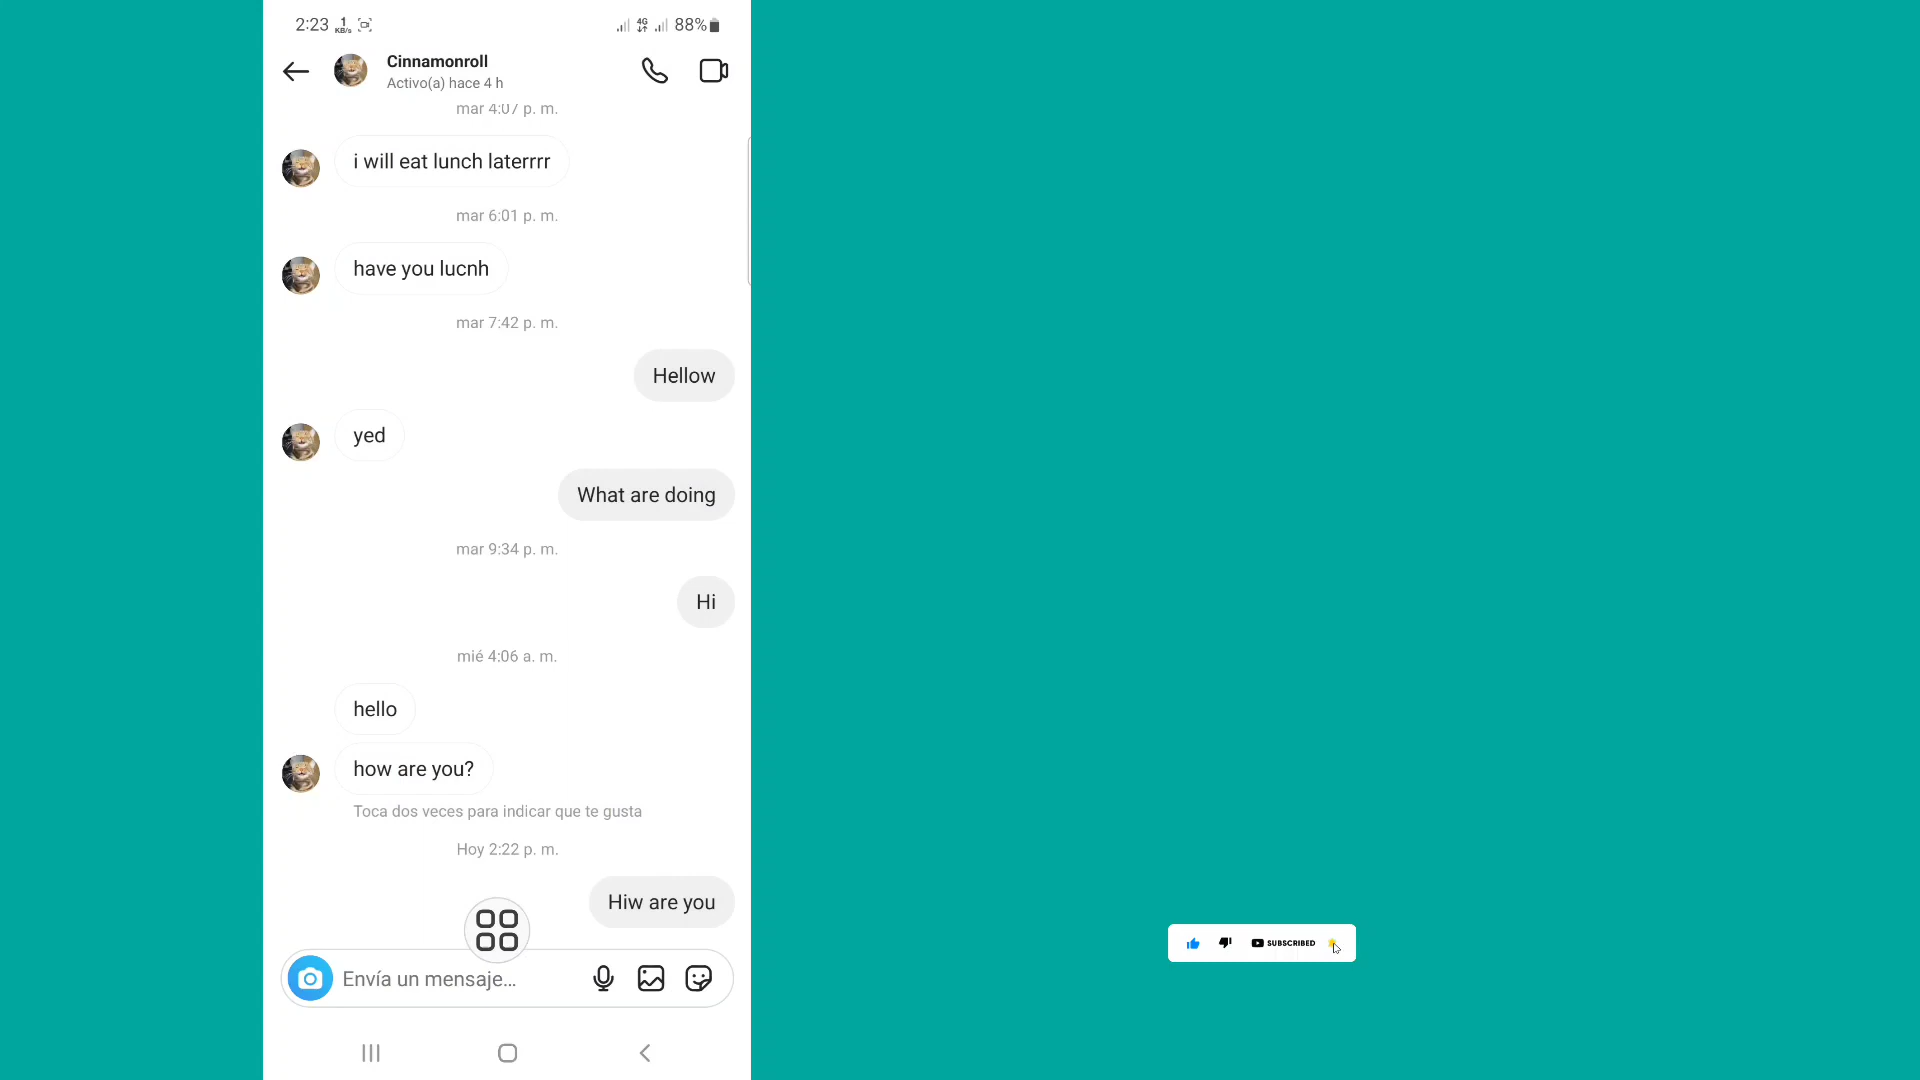 2:23 1 KB/s 4G 88%
Cinnamonroll
Activo(a) hace 4 h
mar 4:07 p. m.
i will eat lunch laterrrr
mar 6:01 p. m.
have you lucnh
mar 7:42 p. m.
Hellow
yed
What are doing
mar 9:34 p. m.
Hi
mié 4:06 a. m.
hello
how are you?
Toca dos veces para indicar que te gusta
Hoy 2:22 p. m.
Hiw are you
Envía un mensaje...
SUBSCRIBED